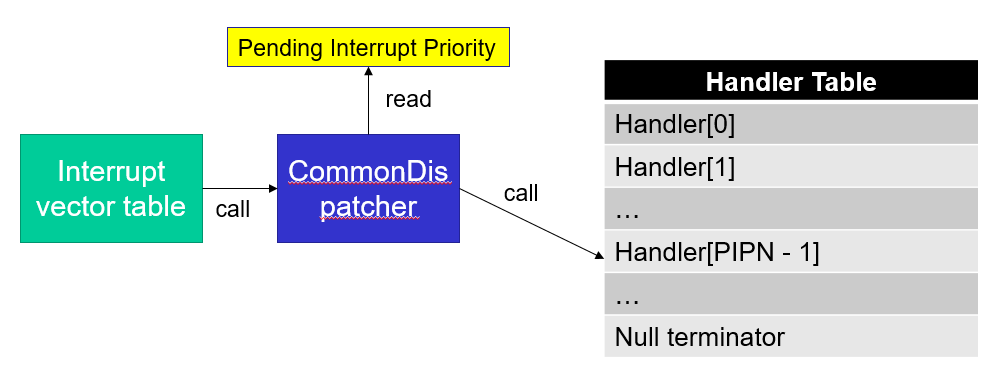 Pending Interrupt Priority
read
Interrupt
vector table
call
CommonDis
patcher
call
Handler Table
Handler[0]
Handler[1]
…
Handler[PIPN - 1]
…
Null terminator